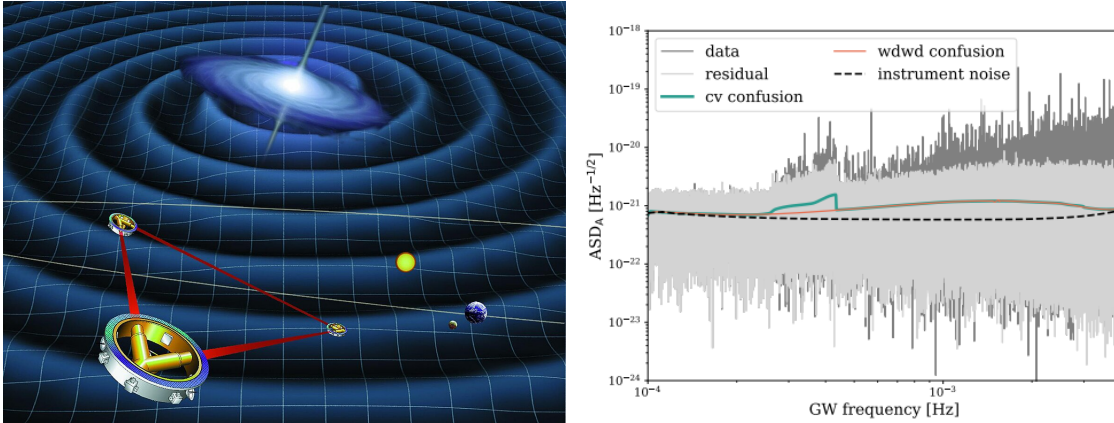 10⁻¹⁸
10⁻¹⁹
10⁻²⁰
10⁻²¹
10⁻²²
10⁻²³
10⁻²⁴
ASD_A [Hz^{-1/2}]
data
residual
cv confusion
wdwd confusion
instrument noise
10⁻⁴
10⁻³
GW frequency [Hz]